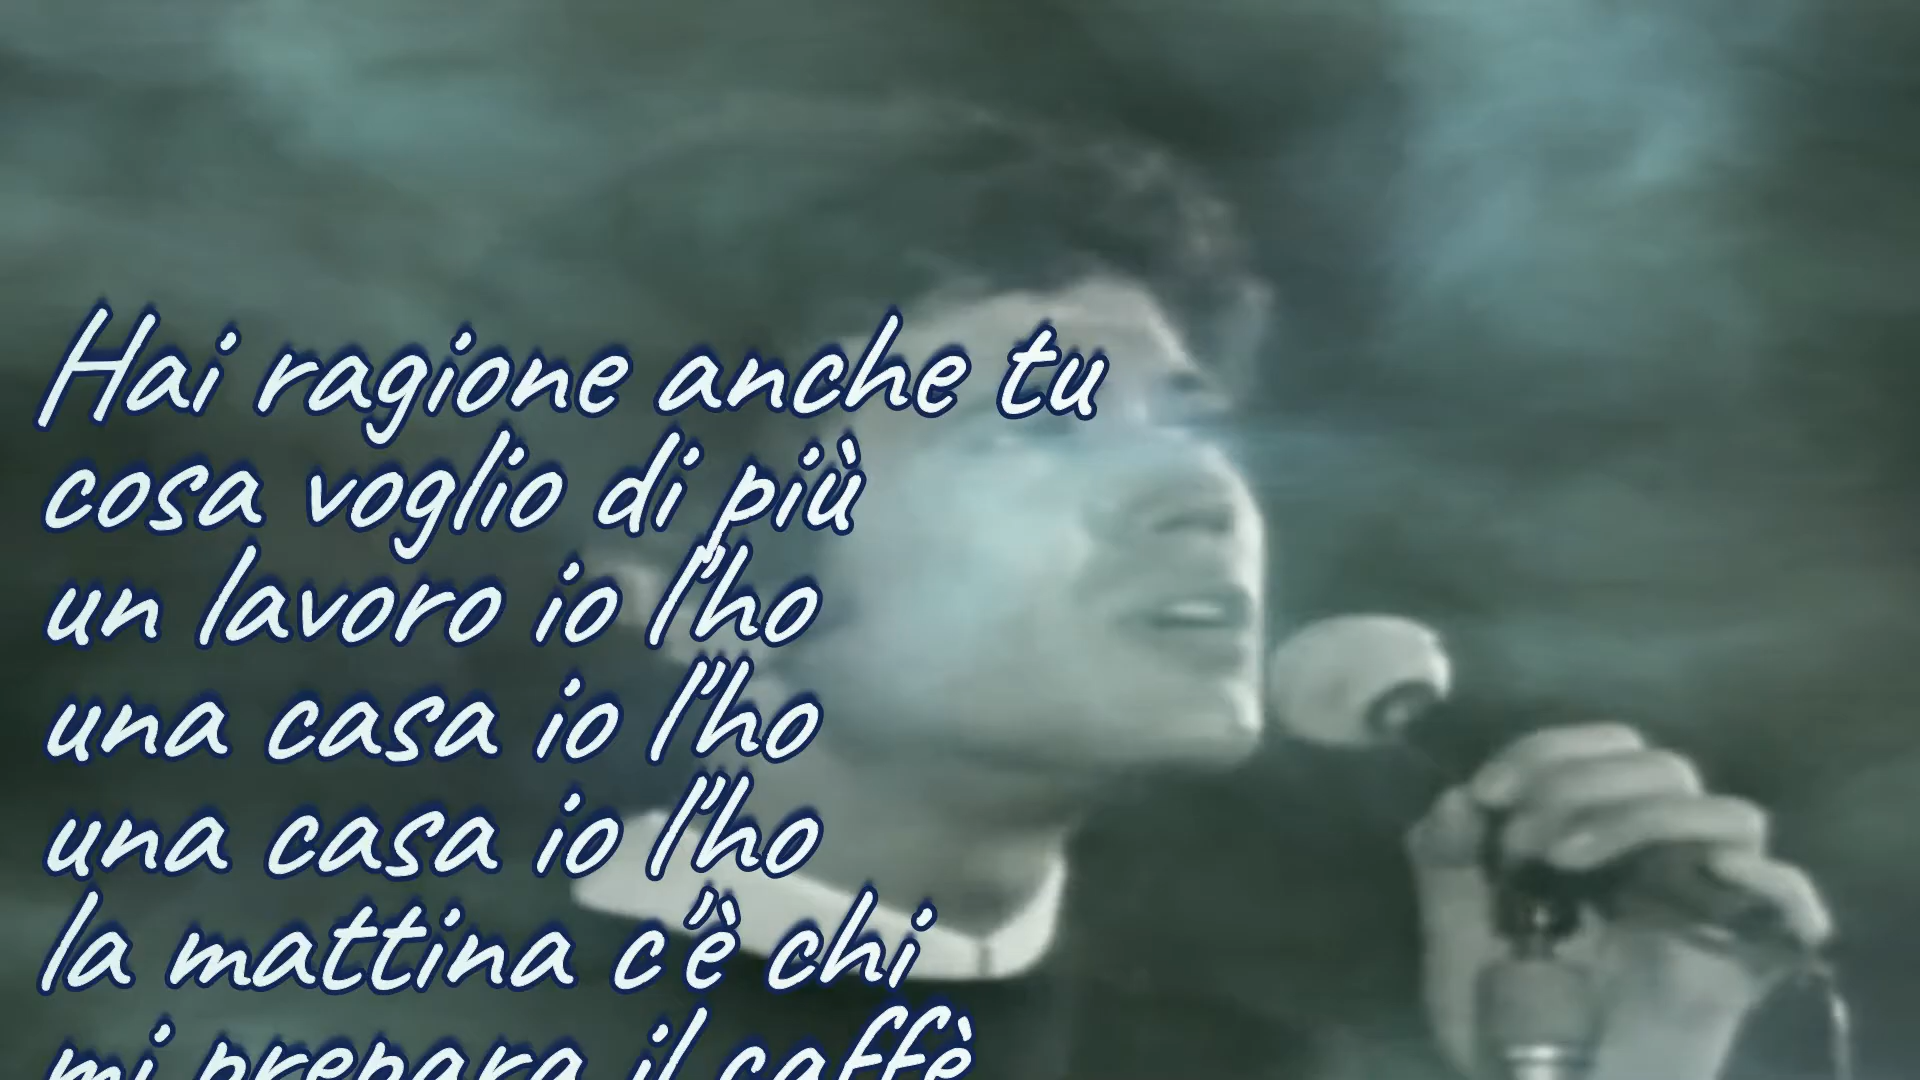 Hai ragione anche tu
cosa voglio di più
un lavoro io l'ho
una casa io l'ho
una casa io l'ho
la mattina c'è chi
mi prepara il caffè